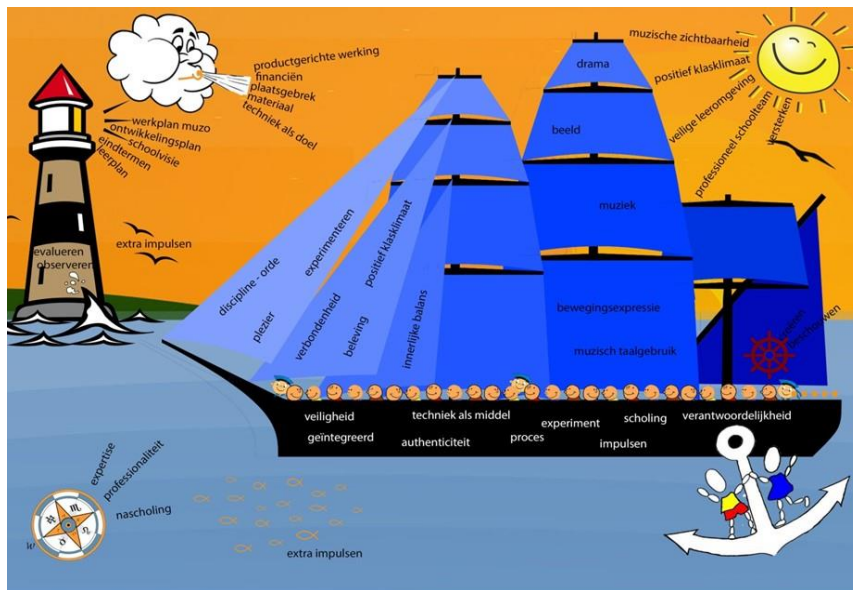 productgerichte werking
financiën
plaatsgebrek
materiaal
techniek als doel
muzische zichtbaarheid
positief klasklimaat
veilige leeromgeving
professioneel schoolteam
versterken
werkplan muzo
ontwikkelingsplan
schoolvisie
eindtermen
leerplan
evalueren
observeren
extra impulsen
drama
beeld
muziek
bewegingsexpressie
muzisch taalgebruik
discipline - orde
plezier
experimenteren
verbondenheid
positief klasklimaat
beleving
innerlijke balans
veiligheid
techniek als middel
experiment
scholing
verantwoordelijkheid
geïntegreerd
authenticiteit
proces
impulsen
expertise
professionaliteit
nascholing
extra impulsen
W